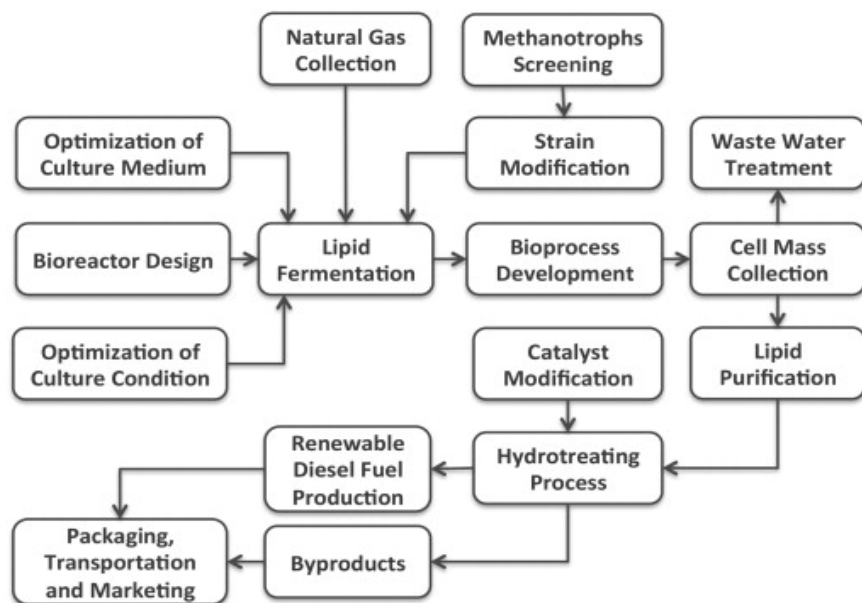 Natural Gas
Collection
Methanotrophs
Screening
Optimization of
Culture Medium
Strain
Modification
Waste Water
Treatment
Bioreactor Design
Lipid
Fermentation
Bioprocess
Development
Cell Mass
Collection
Optimization of
Culture Condition
Catalyst
Modification
Lipid
Purification
Renewable
Diesel Fuel
Production
Hydrotreating
Process
Packaging,
Transportation
and Marketing
Byproducts